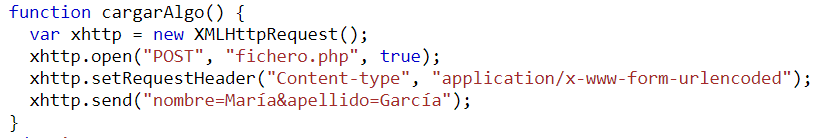 function cargarAlgo() {
  var xhttp = new XMLHttpRequest();
  xhttp.open("POST", "fichero.php", true);
  xhttp.setRequestHeader("Content-type", "application/x-www-form-urlencoded");
  xhttp.send("nombre=María&apellido=García");
}